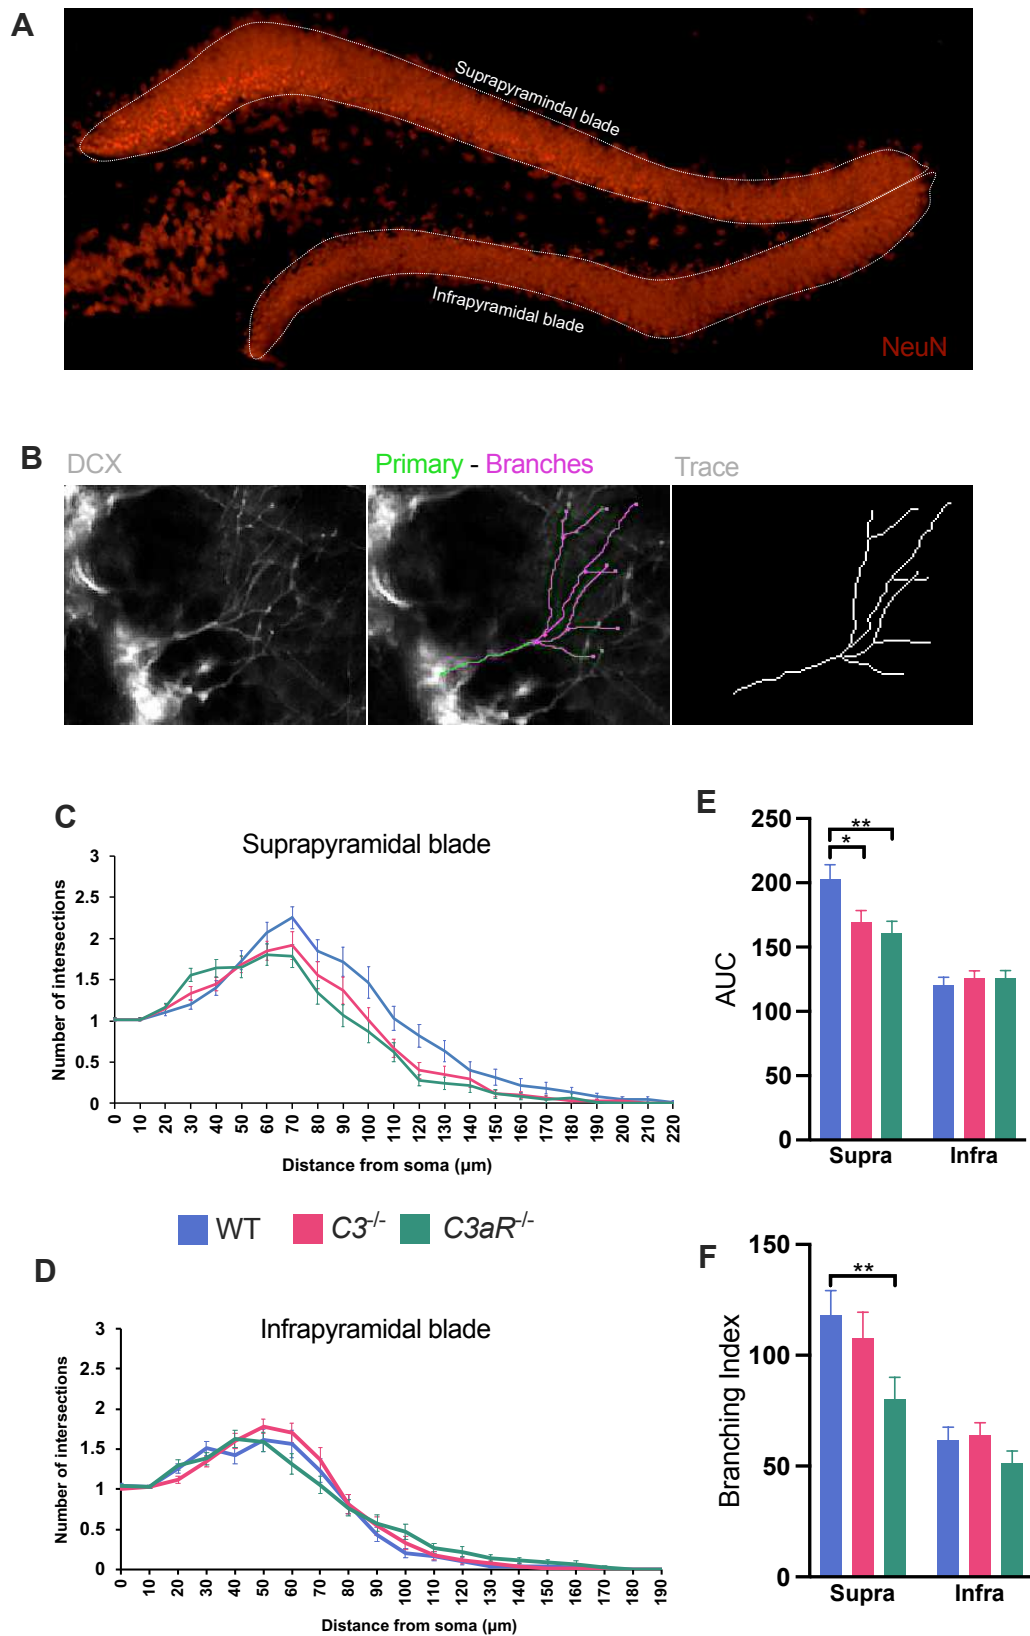 A
Suprapyramindal blade
Infrapyramidal blade
NeuN
B
DCX
Primary - Branches
Trace
C
Suprapyramidal blade
Number of intersections
3
2.5
2
1.5
1
0.5
0
0 10 20 30 40 50 60 70 80 90 100 110 120 130 140 150 160 170 180 190 200 210 220
Distance from soma (µm)
E
AUC
250
200
150
100
50
0
**
*
Supra Infra
WT C3-/- C3aR-/-
D
Infrapyramidal blade
Number of intersections
3
2.5
2
1.5
1
0.5
0
0 10 20 30 40 50 60 70 80 90 100 110 120 130 140 150 160 170 180 190
Distance from soma (µm)
F
Branching Index
150
100
50
0
**
Supra Infra